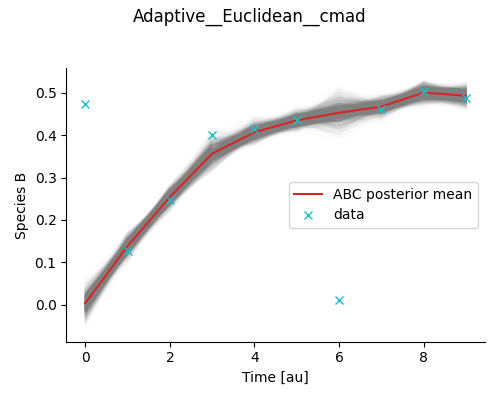 Adaptive__Euclidean__cmad
0.5
0.4
0.3
0.2
0.1
0.0
Species B
ABC posterior mean
data
0 2 4 6 8
Time [au]